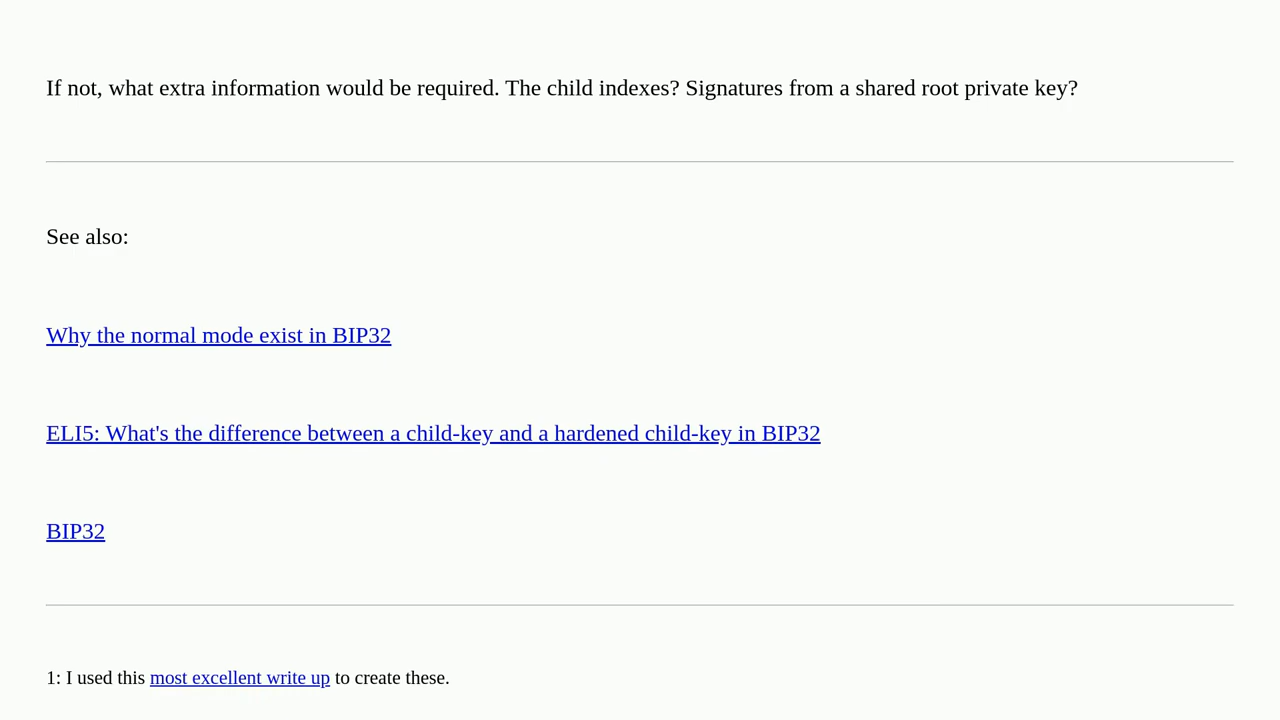 If not, what extra information would be required. The child indexes? Signatures from a shared root private key?
See also:
Why the normal mode exist in BIP32
ELI5: What's the difference between a child-key and a hardened child-key in BIP32
BIP32
1: I used this most excellent write up to create these.